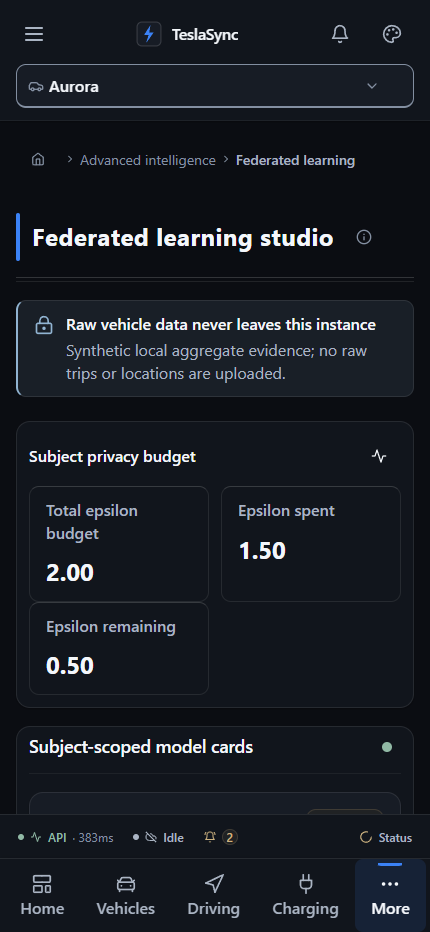 TeslaSync
Aurora
Advanced intelligence Federated learning
Federated learning studio
Raw vehicle data never leaves this instance
Synthetic local aggregate evidence; no raw
trips or locations are uploaded.
Subject privacy budget
Total epsilon
budget
2.00
Epsilon spent
1.50
Epsilon remaining
0.50
Subject-scoped model cards
API · 383ms Idle 2 Status
Home Vehicles Driving Charging More